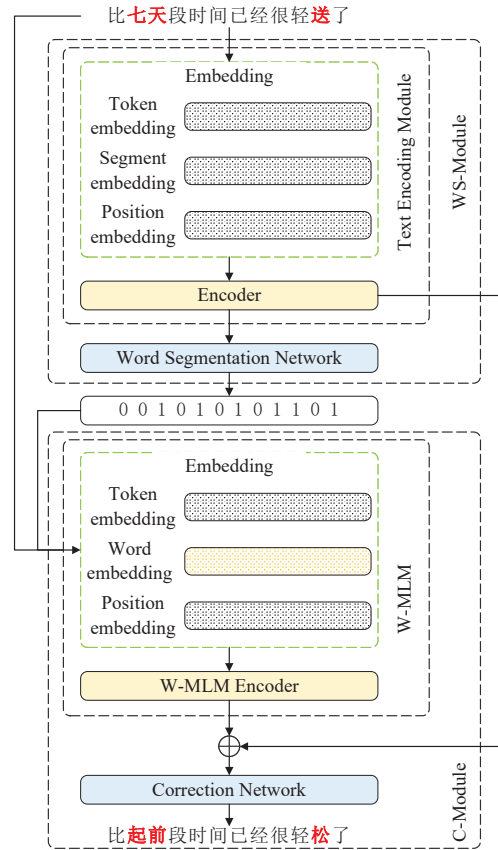 比七天段时间已经很轻送了
Embedding
Token
embedding
Segment
embedding
Position
embedding
Text Encoding Module
WS-Module
Encoder
Word Segmentation Network
0 0 1 0 1 0 1 0 1 1 0 1
Embedding
Token
embedding
Word
embedding
Position
embedding
W-MLM
W-MLM Encoder
Correction Network
C-Module
比起前段时间已经很轻松了